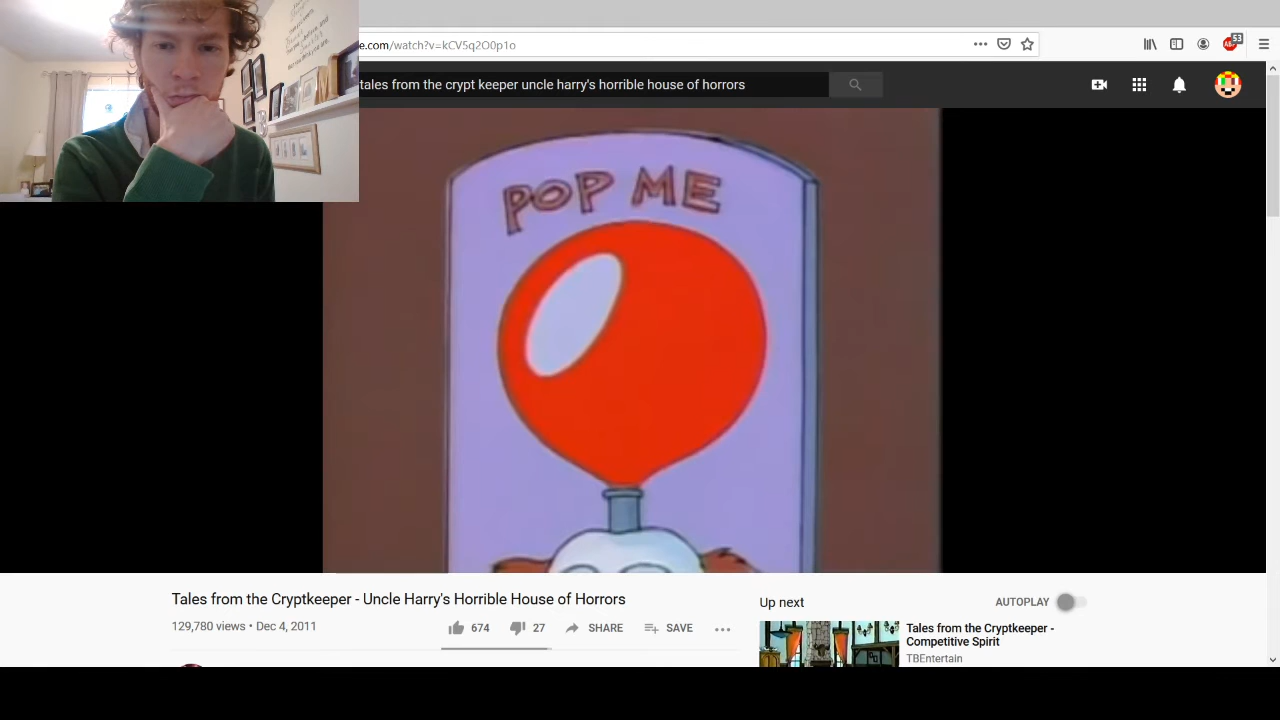 e.com/watch?v=kCV5q2O0p1o
53
tales from the crypt keeper uncle harry's horrible house of horrors
POP ME
Tales from the Cryptkeeper - Uncle Harry's Horrible House of Horrors
129,780 views • Dec 4, 2011
674
27
SHARE
SAVE
Up next
AUTOPLAY
Tales from the Cryptkeeper -
Competitive Spirit
TBEntertain